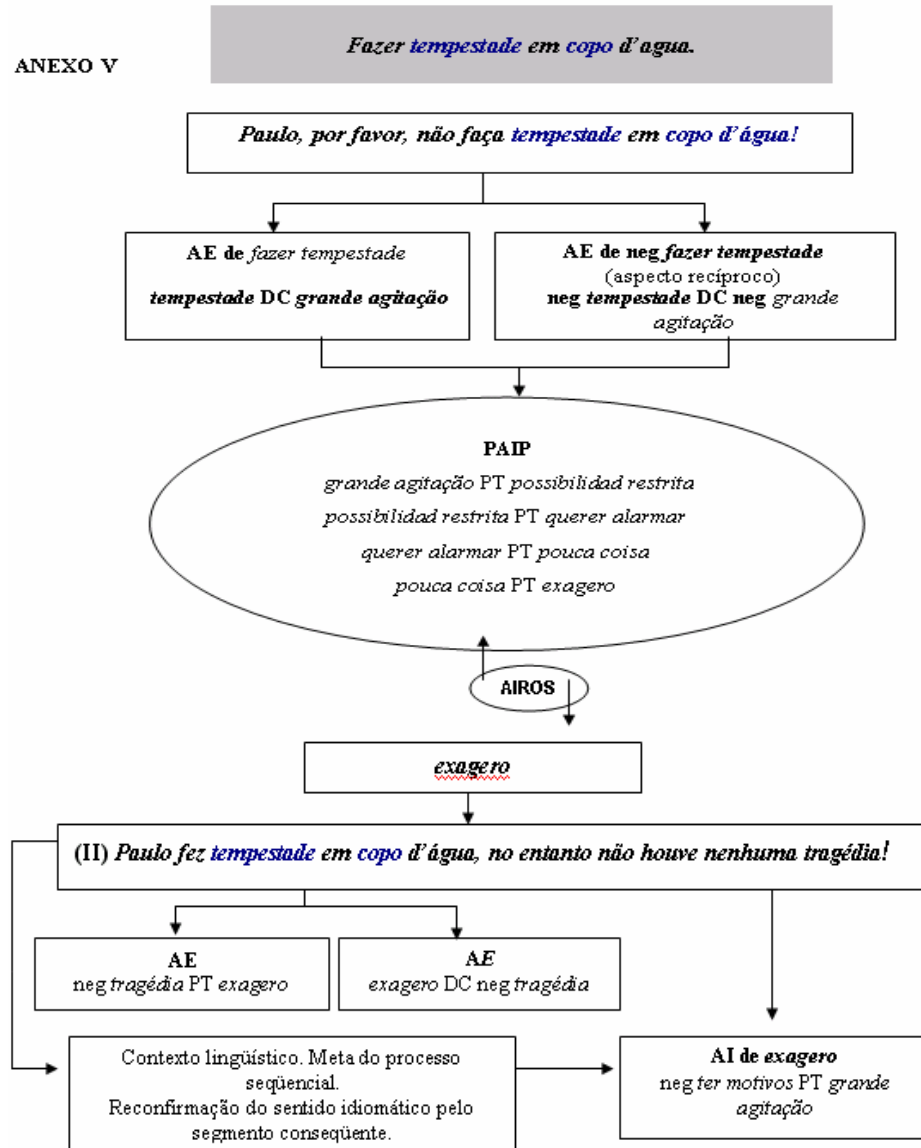 Fazer tempestade em copo d'agua.
ANEXO V
Paulo, por favor, não faça tempestade em copo d'água!
AE de fazer tempestade
tempestade DC grande agitação
AE de neg fazer tempestade
(aspecto recíproco)
neg tempestade DC neg grande
agitação
PAIP
grande agitação PT possibilidad restrita
possibilidad restrita PT querer alarmar
querer alarmar PT pouca coisa
pouca coisa PT exagero
AIROS
exagero
(II) Paulo fez tempestade em copo d'água, no entanto não houve nenhuma tragédia!
AE
neg tragédia PT exagero
AE
exagero DC neg tragédia
Contexto lingüístico. Meta do processo
seqüencial.
Reconfirmação do sentido idiomático pelo
segmento conseqüente.
AI de exagero
neg ter motivos PT grande
agitação